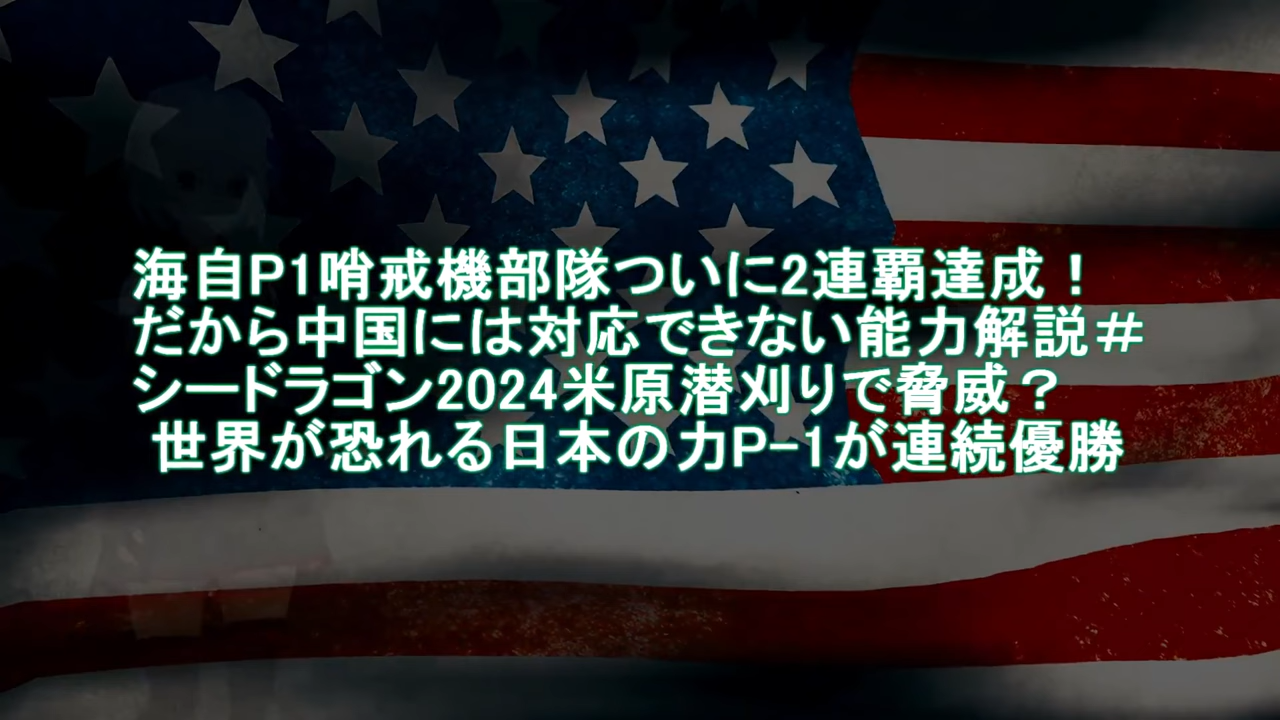 海自P1哨戒機部隊ついに2連覇達成！
だから中国には対応できない能力解説＃
シードラゴン2024米原潜刈りで脅威？
世界が恐れる日本の力P-1が連続優勝